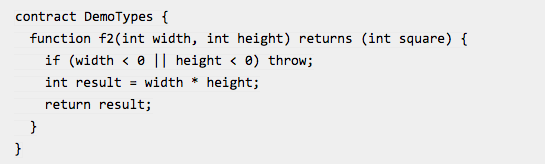 contract DemoTypes {
  function f2(int width, int height) returns (int square) {
    if (width < 0 || height < 0) throw;
    int result = width * height;
    return result;
  }
}